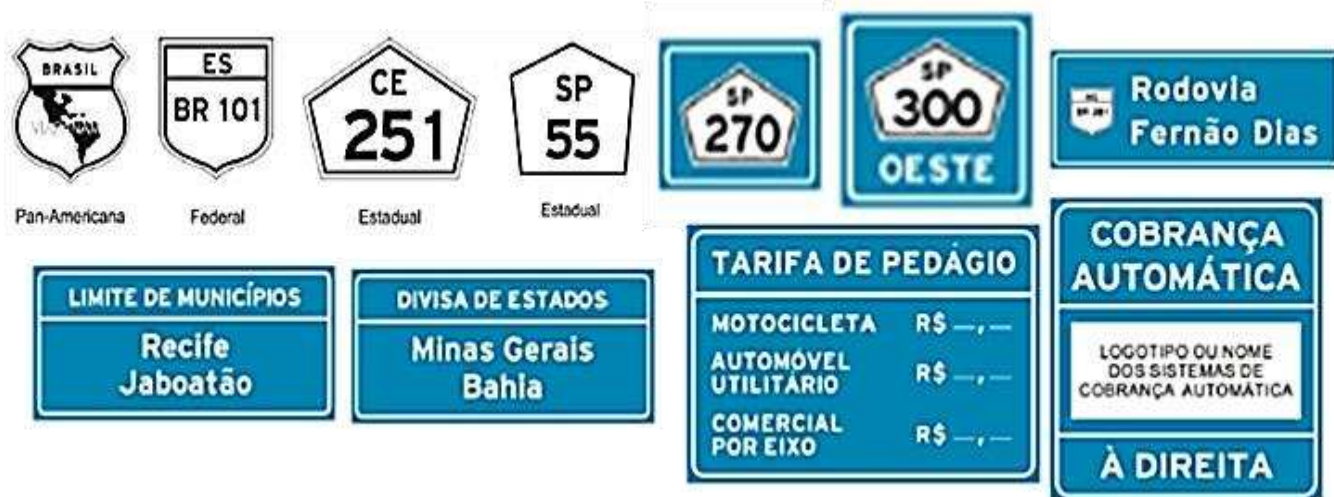 BRASIL
Pan-Americana
ES
BR 101
Federal
CE
251
Estadual
SP
55
Estadual
SP
270
SP
300
OESTE
Rodovia
Fernão Dias
LIMITE DE MUNICÍPIOS
Recife
Jaboatão
DIVISA DE ESTADOS
Minas Gerais
Bahia
TARIFA DE PEDÁGIO
MOTOCICLETA R$ —,—
AUTOMÓVEL
UTILITÁRIO R$ —,—
COMERCIAL
POR EIXO R$ —,—
COBRANÇA
AUTOMÁTICA
LOGOTIPO OU NOME
DOS SISTEMAS DE
COBRANÇA AUTOMÁTICA
À DIREITA